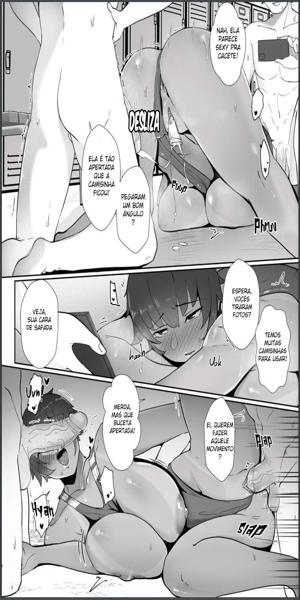 NAH, ELA
PARECE
SEXY PRA
CACETE!
DESLIZA
ELA É TÃO
APERTADA
QUE A
CAMISINHA
FICOU!
PEGARAM
UM BOM
ÂNGULO?
ESPERA,
VOCÊS
TIRARAM
FOTOS?
VEJA,
SUA CARA
DE SAFADA
TEMOS
MUITAS
CAMISINHAS
PARA USAR!
MERDA,
MAS QUE
BUCETA
APERTADA!
EI, QUEREM
FAZER
AQUELE
MOVIMENTO
?
Slap
Slap